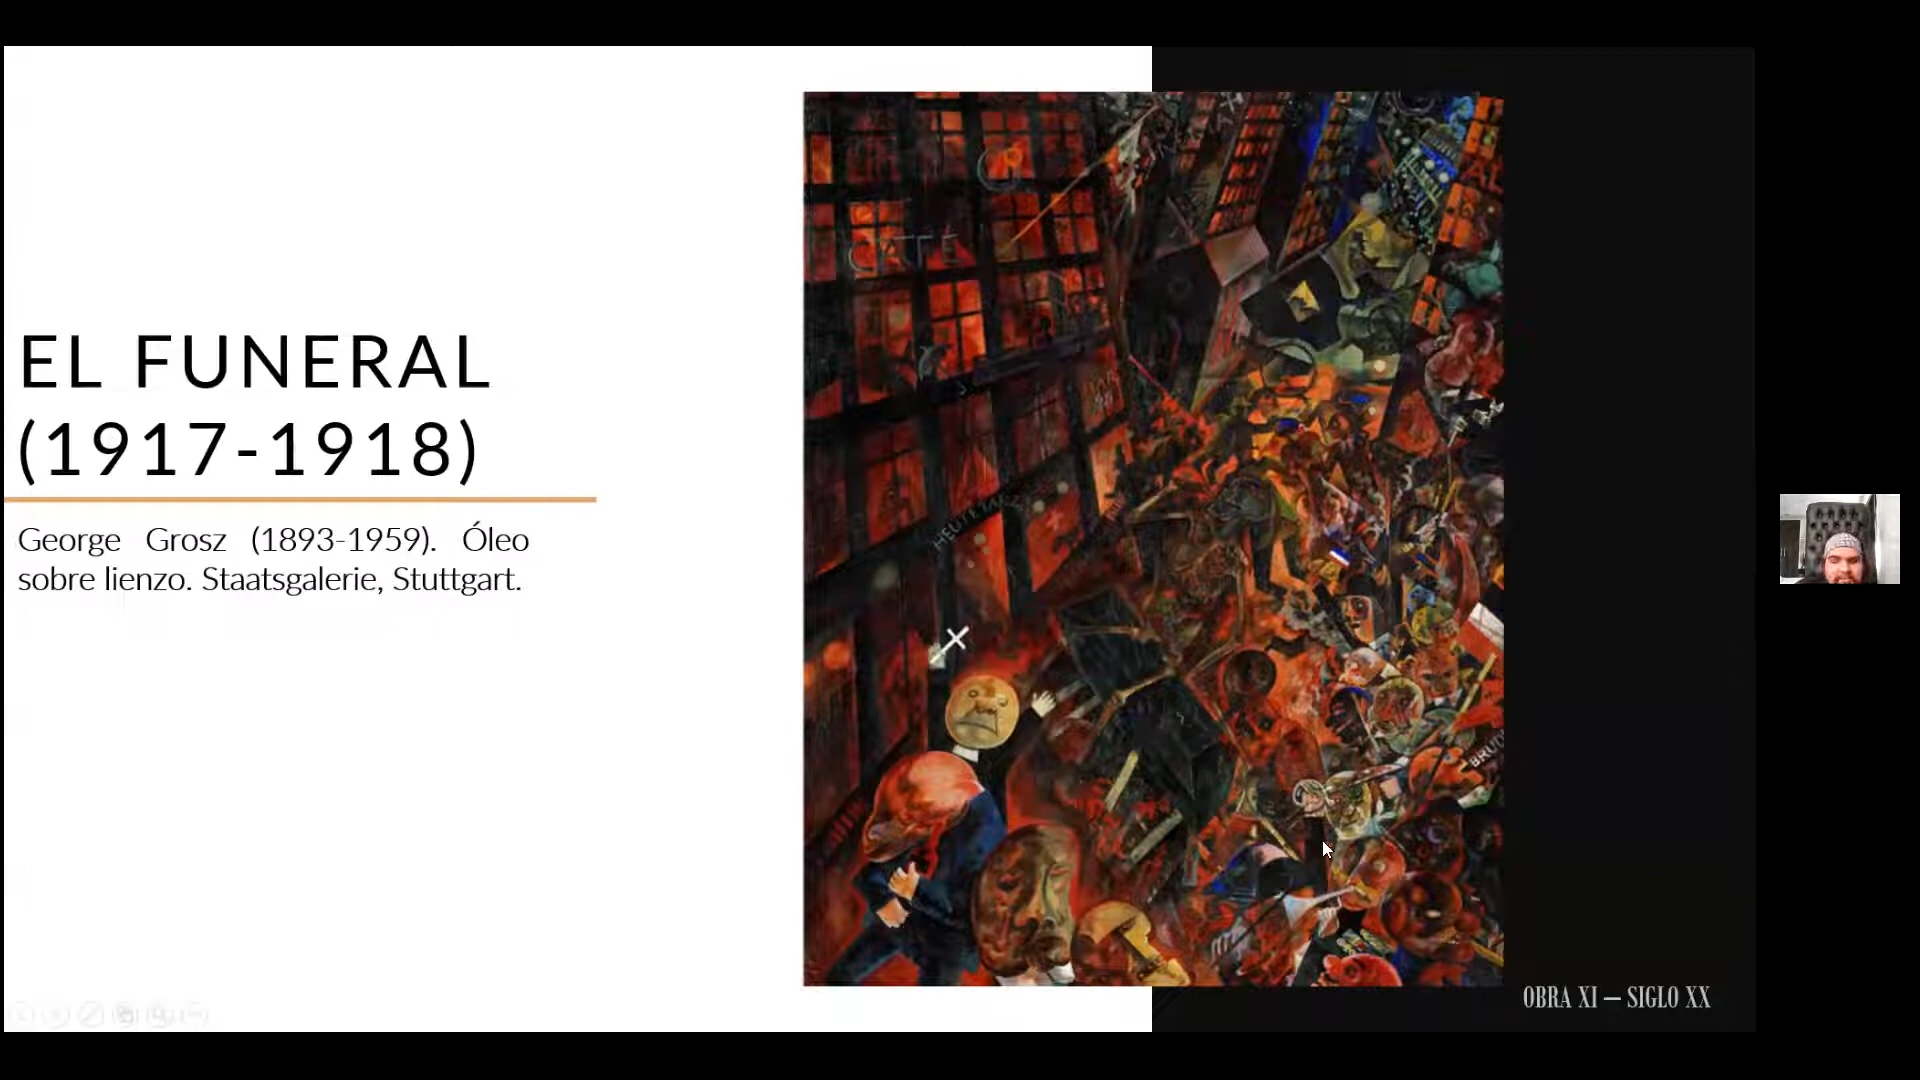 EL FUNERAL
(1917-1918)
George Grosz (1893-1959). Óleo
sobre lienzo. Staatsgalerie, Stuttgart.
OBRA XI – SIGLO XX